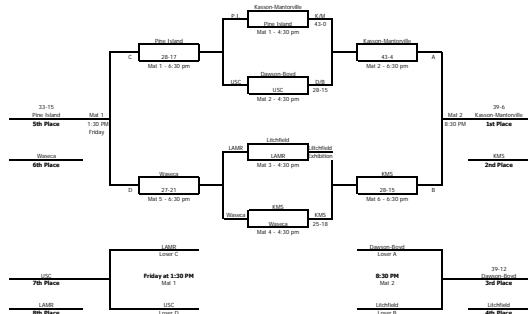 Kasson-Mantorville
P.I.
K/M
Pine Island
43-0
Mat 1 - 4:30 pm
Pine Island
C
28-17
Mat 1 - 6:30 pm
Kasson-Mantorville
43-4
A
Mat 2 - 6:30 pm
Dawson-Boyd
USC
D/B
USC
28-15
Mat 2 - 4:30 pm
33-15
Pine Island
Mat 1
5th Place
1:30 PM
Friday
39-6
Mat 2
Kasson-Mantorville
8:30 PM
1st Place
Waseca
6th Place
KMS
2nd Place
Litchfield
LAMR
Litchfield
LAMR
Exhibition
Mat 3 - 4:30 pm
Waseca
D
27-21
Mat 5 - 6:30 pm
KMS
28-15
B
Mat 6 - 6:30 pm
KMS
Waseca
KMS
Waseca
25-18
Mat 4 - 4:30 pm
LAMR
Loser C
Dawson-Boyd
Loser A
USC
Friday at 1:30 PM
7th Place
Mat 1
8:30 PM
Mat 2
39-12
Dawson-Boyd
3rd Place
LAMR
8th Place
USC
Loser D
Litchfield
Loser B
Litchfield
4th Place